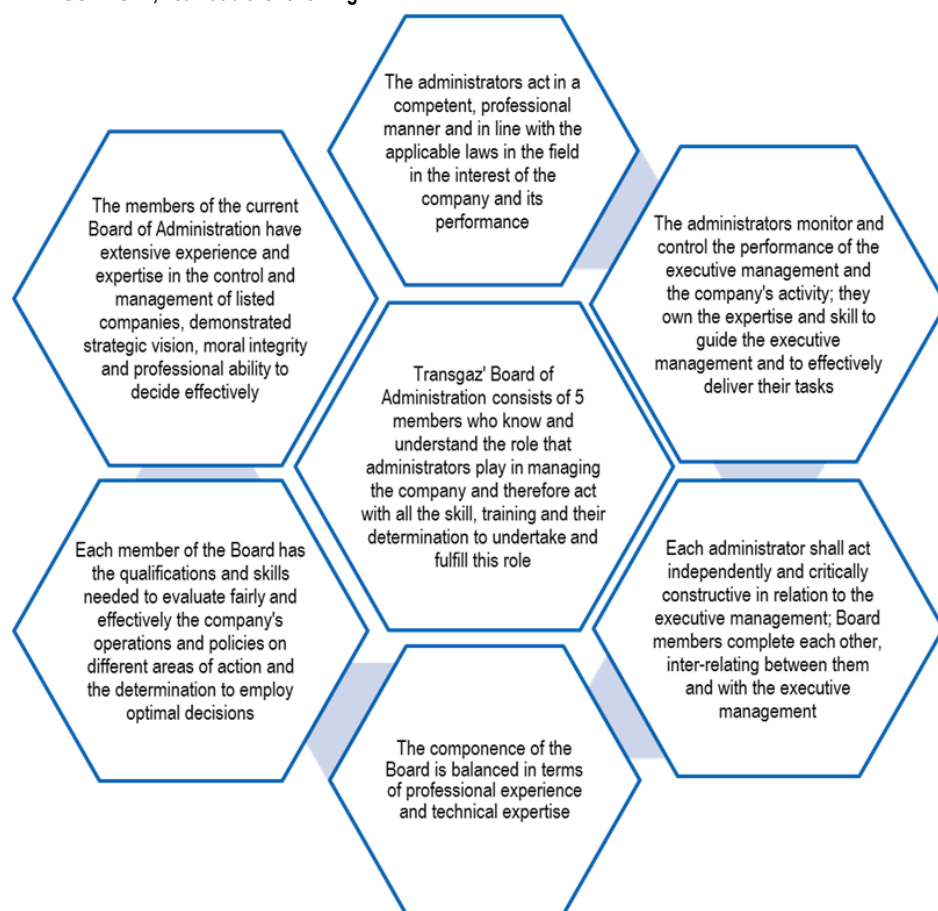 The administrators act in a
competent, professional
manner and in line with the
applicable laws in the field
in the interest of the
company and its
performance
The members of the current
Board of Administration have
extensive experience and
expertise in the control and
management of listed
companies, demonstrated
strategic vision, moral integrity
and professional ability to
decide effectively
The administrators monitor and
control the performance of the
executive management and
the company's activity; they
own the expertise and skill to
guide the executive
management and to effectively
deliver their tasks
Transgaz' Board of
Administration consists of 5
members who know and
understand the role that
administrators play in managing
the company and therefore act
with all the skill, training and their
determination to undertake and
fulfill this role
Each member of the Board has
the qualifications and skills
needed to evaluate fairly and
effectively the company's
operations and policies on
different areas of action and
the determination to employ
optimal decisions
Each administrator shall act
independently and critically
constructive in relation to the
executive management; Board
members complete each other,
inter-relating between them
and with the executive
management
The componence of the
Board is balanced in terms
of professional experience
and technical expertise